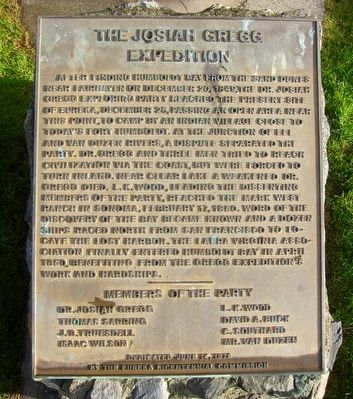 THE JOSIAH GREGG
EXPEDITION
AFTER FINDING HUMBOLDT BAY FROM THE SAND DUNES
NEAR FAIRHAVEN ON DECEMBER 20, 1849, THE DR. JOSIAH
GREGG EXPLORING PARTY REACHED THE PRESENT SITE
OF EUREKA, DECEMBER 26, PASSING AN OPEN AREA NEAR
THIS POINT, TO CAMP BY AN INDIAN VILLAGE CLOSE TO
TODAY'S FORT HUMBOLDT. AT THE JUNCTION OF EEL
AND VAN DUZEN RIVERS, A DISPUTE SEPARATED THE
PARTY. DR. GREGG AND THREE MEN TRIED TO REACH
CIVILIZATION VIA THE COAST, BUT WERE FORCED TO
TURN INLAND. NEAR CLEAR LAKE A WEAKENED DR.
GREGG DIED. L. K. WOOD, LEADING THE DISSENTING
MEMBERS OF THE PARTY, REACHED THE MARK WEST
RANCH IN SONOMA, FEBRUARY 17, 1850. WORD OF THE
DISCOVERY OF THE BAY BECAME KNOWN AND A DOZEN
SHIPS RACED NORTH FROM SAN FRANCISCO TO LO-
CATE THE LOST HARBOR. THE LAURA VIRGINIA ASSO-
CIATION FINALLY ENTERED HUMBOLDT BAY IN APRIL
1850, BENEFITING FROM THE GREGG EXPEDITION'S
WORK AND HARDSHIPS.
MEMBERS OF THE PARTY
DR. JOSIAH GREGG L. K. WOOD
THOMAS SABRING DAVID A. BUCK
J. B. TRUESDELL C. SOUTHARD
ISAAC WILSON MR. VAN DUZEN
DEDICATED JUNE 14, 1976
BY THE EUREKA BICENTENNIAL COMMISSION